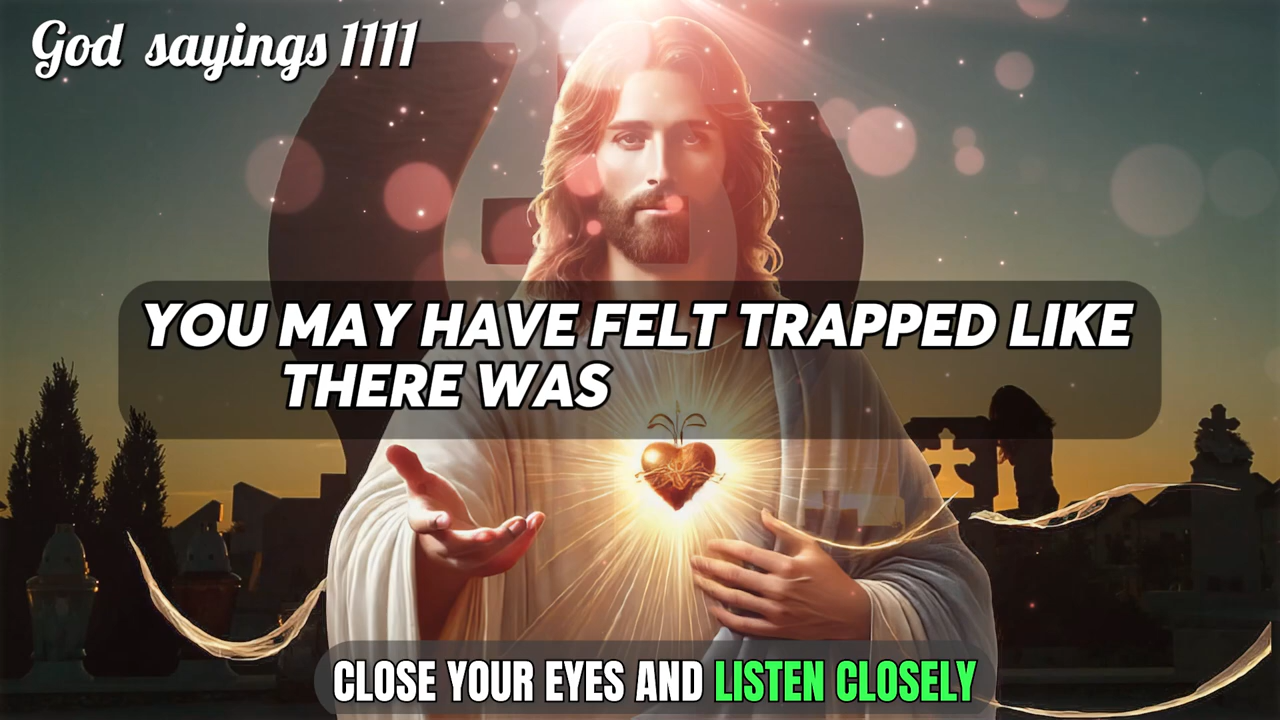 God sayings 1111
YOU MAY HAVE FELT TRAPPED LIKE
THERE WAS
CLOSE YOUR EYES AND LISTEN CLOSELY